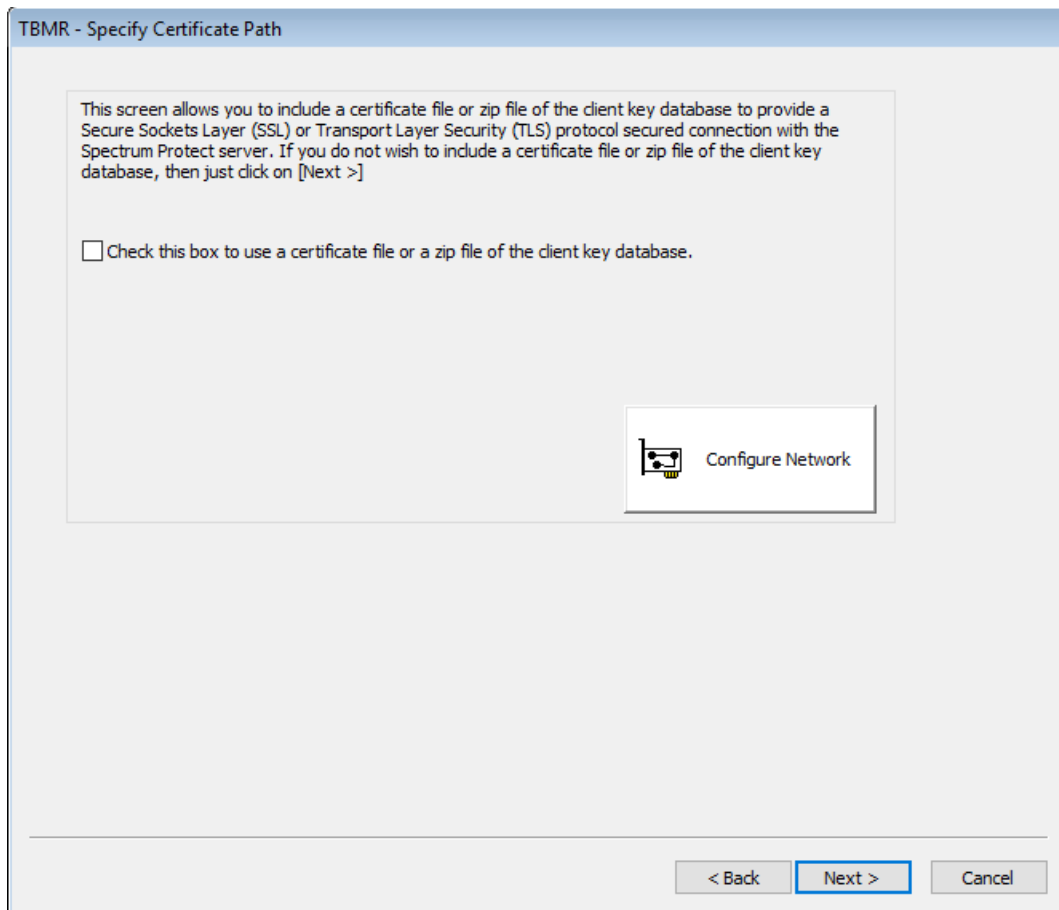 TBMR - Specify Certificate Path
This screen allows you to include a certificate file or zip file of the client key database to provide a
Secure Sockets Layer (SSL) or Transport Layer Security (TLS) protocol secured connection with the
Spectrum Protect server. If you do not wish to include a certificate file or zip file of the client key
database, then just click on [Next >]
Check this box to use a certificate file or a zip file of the client key database.
Configure Network
< Back
Next >
Cancel